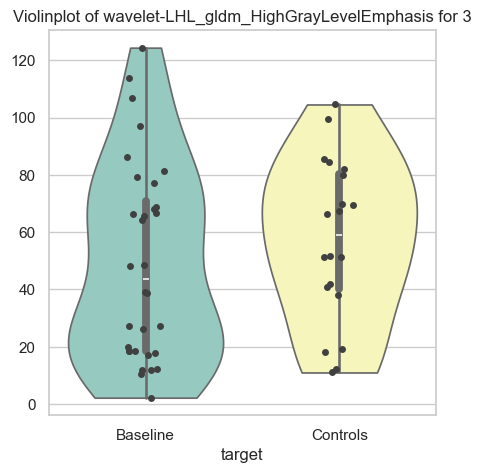 Violinplot of wavelet-LHL_gldm_HighGrayLevelEmphasis for 3
120
100
80
60
40
20
0
Baseline Controls
target